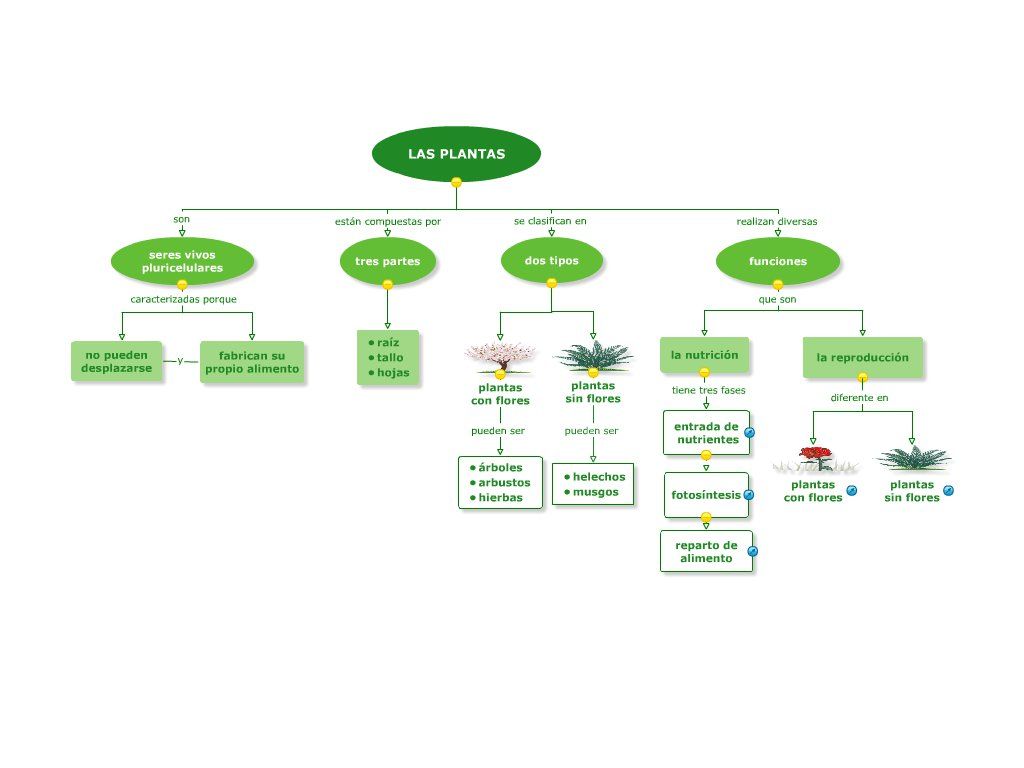 LAS PLANTAS
son
están compuestas por
se clasifican en
realizan diversas
seres vivos
pluricelulares
tres partes
dos tipos
funciones
caracterizadas porque
que son
no pueden
desplazarse
y
fabrican su
propio alimento
• raíz
• tallo
• hojas
plantas
con flores
plantas
sin flores
pueden ser
pueden ser
• árboles
• arbustos
• hierbas
• helechos
• musgos
la nutrición
la reproducción
tiene tres fases
diferente en
entrada de
nutrientes
fotosíntesis
reparto de
alimento
plantas
con flores
plantas
sin flores